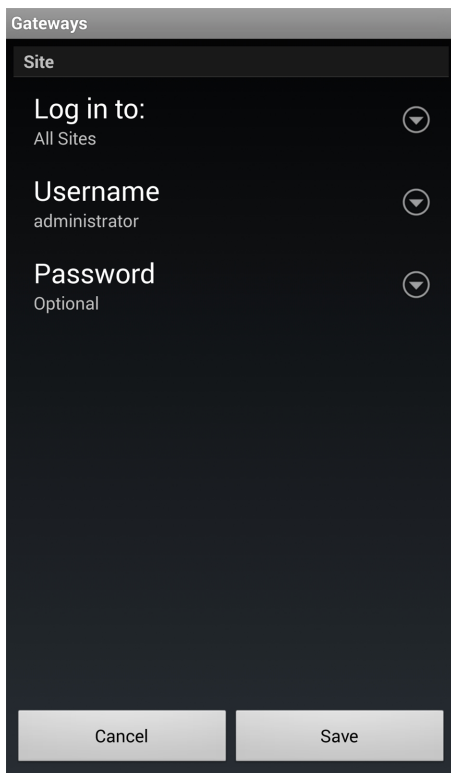 Gateways
Site
Log in to:
All Sites
Username
administrator
Password
Optional
Cancel
Save